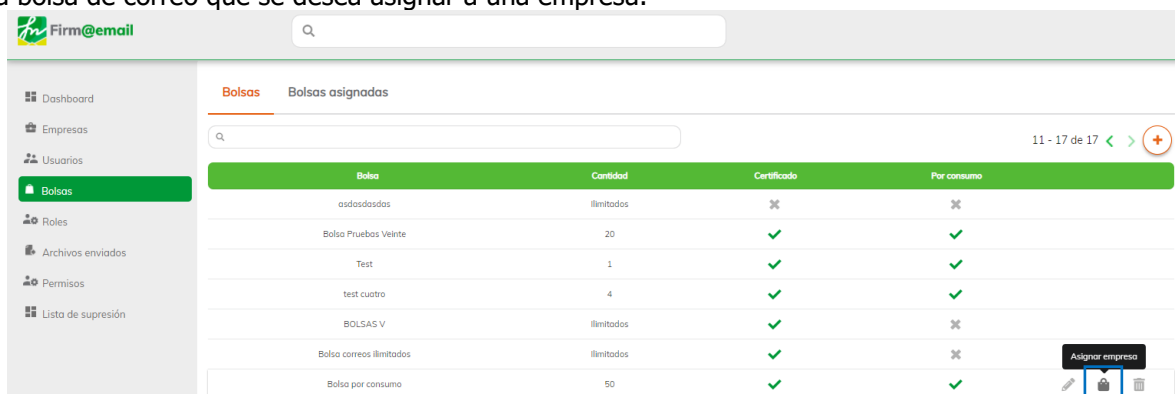 a bolsa de correo que se desea asignar a una empresa.
Firm@email
Dashboard
Empresas
Usuarios
Bolsas
Roles
Archivos enviados
Permisos
Lista de supresión
Bolsas Bolsas asignadas
11 - 17 de 17
Bolsa Cantidad Certificado Por consumo
asdasdasdas Ilimitados
Bolsa Pruebas Veinte 20
Test 1
test cuatro 4
BOLSAS V Ilimitados
Bolsa correos ilimitados Ilimitados
Asignar empresa
Bolsa por consumo 50